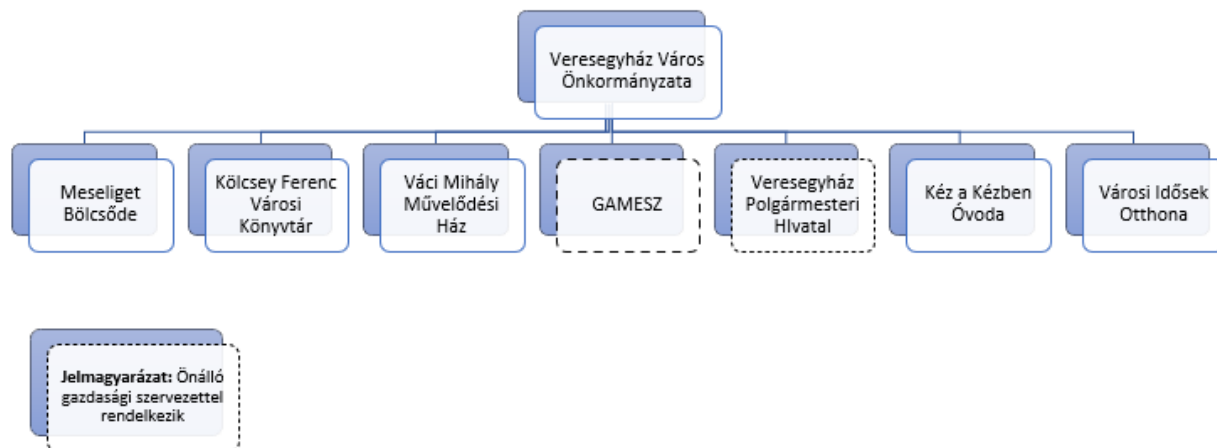 Veresegyház Város
Önkormányzata
Meseliget
Bölcsőde
Kölcsey Ferenc
Városi
Könyvtár
Váci Mihály
Művelődési
Ház
GAMESZ
Veresegyház
Polgármesteri
HIvatal
Kéz a Kézben
Óvoda
Városi Idősek
Otthona
Jelmagyarázat: Önálló
gazdasági szervezettel
rendelkezik